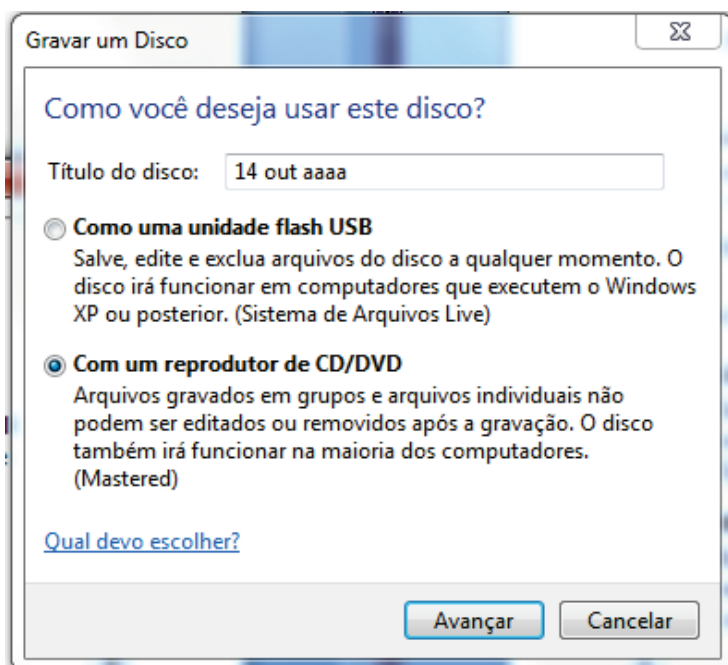 Gravar um Disco
Como você deseja usar este disco?
Título do disco: 14 out aaaa
Como uma unidade flash USB
Salve, edite e exclua arquivos do disco a qualquer momento. O
disco irá funcionar em computadores que executem o Windows
XP ou posterior. (Sistema de Arquivos Live)
Com um reprodutor de CD/DVD
Arquivos gravados em grupos e arquivos individuais não
podem ser editados ou removidos após a gravação. O disco
também irá funcionar na maioria dos computadores.
(Mastered)
Qual devo escolher?
Avançar Cancelar